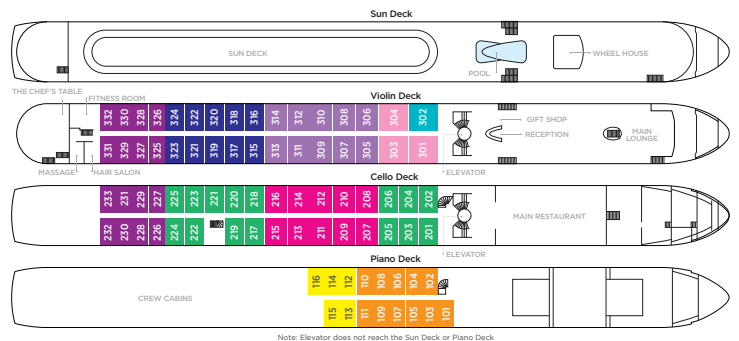 Sun Deck
SUN DECK
POOL
WHEEL HOUSE
Violin Deck
THE CHEF'S TABLE
FITNESS ROOM
332 330 328 326 324 322 320 318 316 314 312 310 308 306 304 302
331 329 327 325 323 321 319 317 315 313 311 309 307 305 303 301
GIFT SHOP
RECEPTION
MAIN
LOUNGE
MASSAGE
HAIR SALON
ELEVATOR
Cello Deck
233 231 229 227 225 223 221 220 218 216 214 212 210 208 206 204 202
232 230 228 226 224 222 219 217 215 213 211 209 207 205 203 201
MAIN RESTAURANT
ELEVATOR
Piano Deck
CREW CABINS
116 114 112 110 108 106 104 102
115 113 111 109 107 105 103 101
Note: Elevator does not reach the Sun Deck or Piano Deck